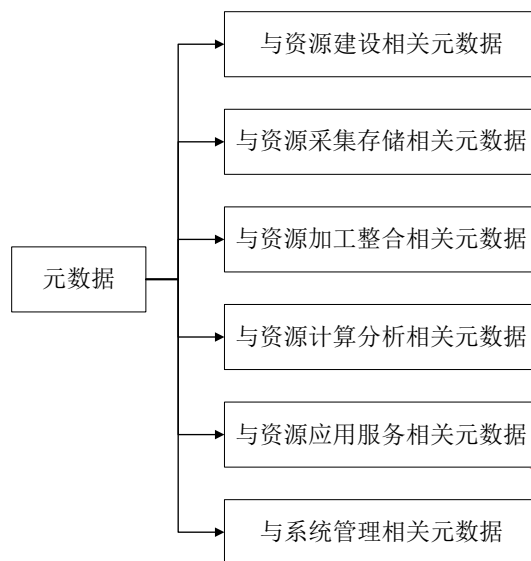 元数据
与资源建设相关元数据
与资源采集存储相关元数据
与资源加工整合相关元数据
与资源计算分析相关元数据
与资源应用服务相关元数据
与系统管理相关元数据